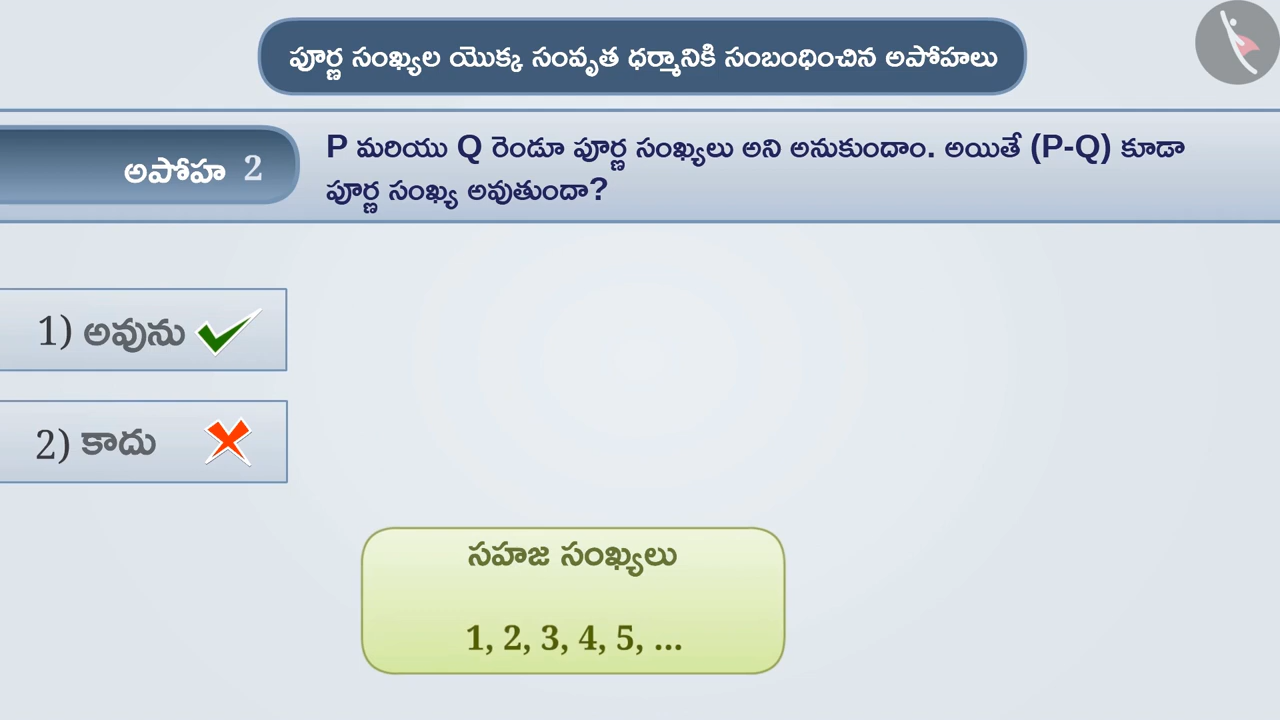 పూర్ణ సంఖ్యల యొక్క సంవృత ధర్మానికి సంబంధించిన అపోహలు
అపోహ 2
P మరియు Q రెండూ పూర్ణ సంఖ్యలు అని అనుకుందాం. అయితే (P-Q) కూడా
పూర్ణ సంఖ్య అవుతుందా?
1) అవును
2) కాదు
సహజ సంఖ్యలు
1, 2, 3, 4, 5, ...